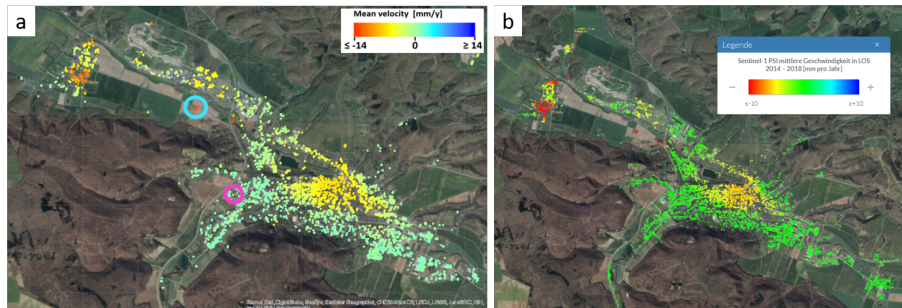 a
Mean velocity [mm/y]
≤ -14
0
≥ 14
b
Legende
×
Sentinel-1 PSI mittlere Geschwindigkeit in LOS
2014 – 2018 [mm pro Jahr]
−
+
≤-10
≥+10